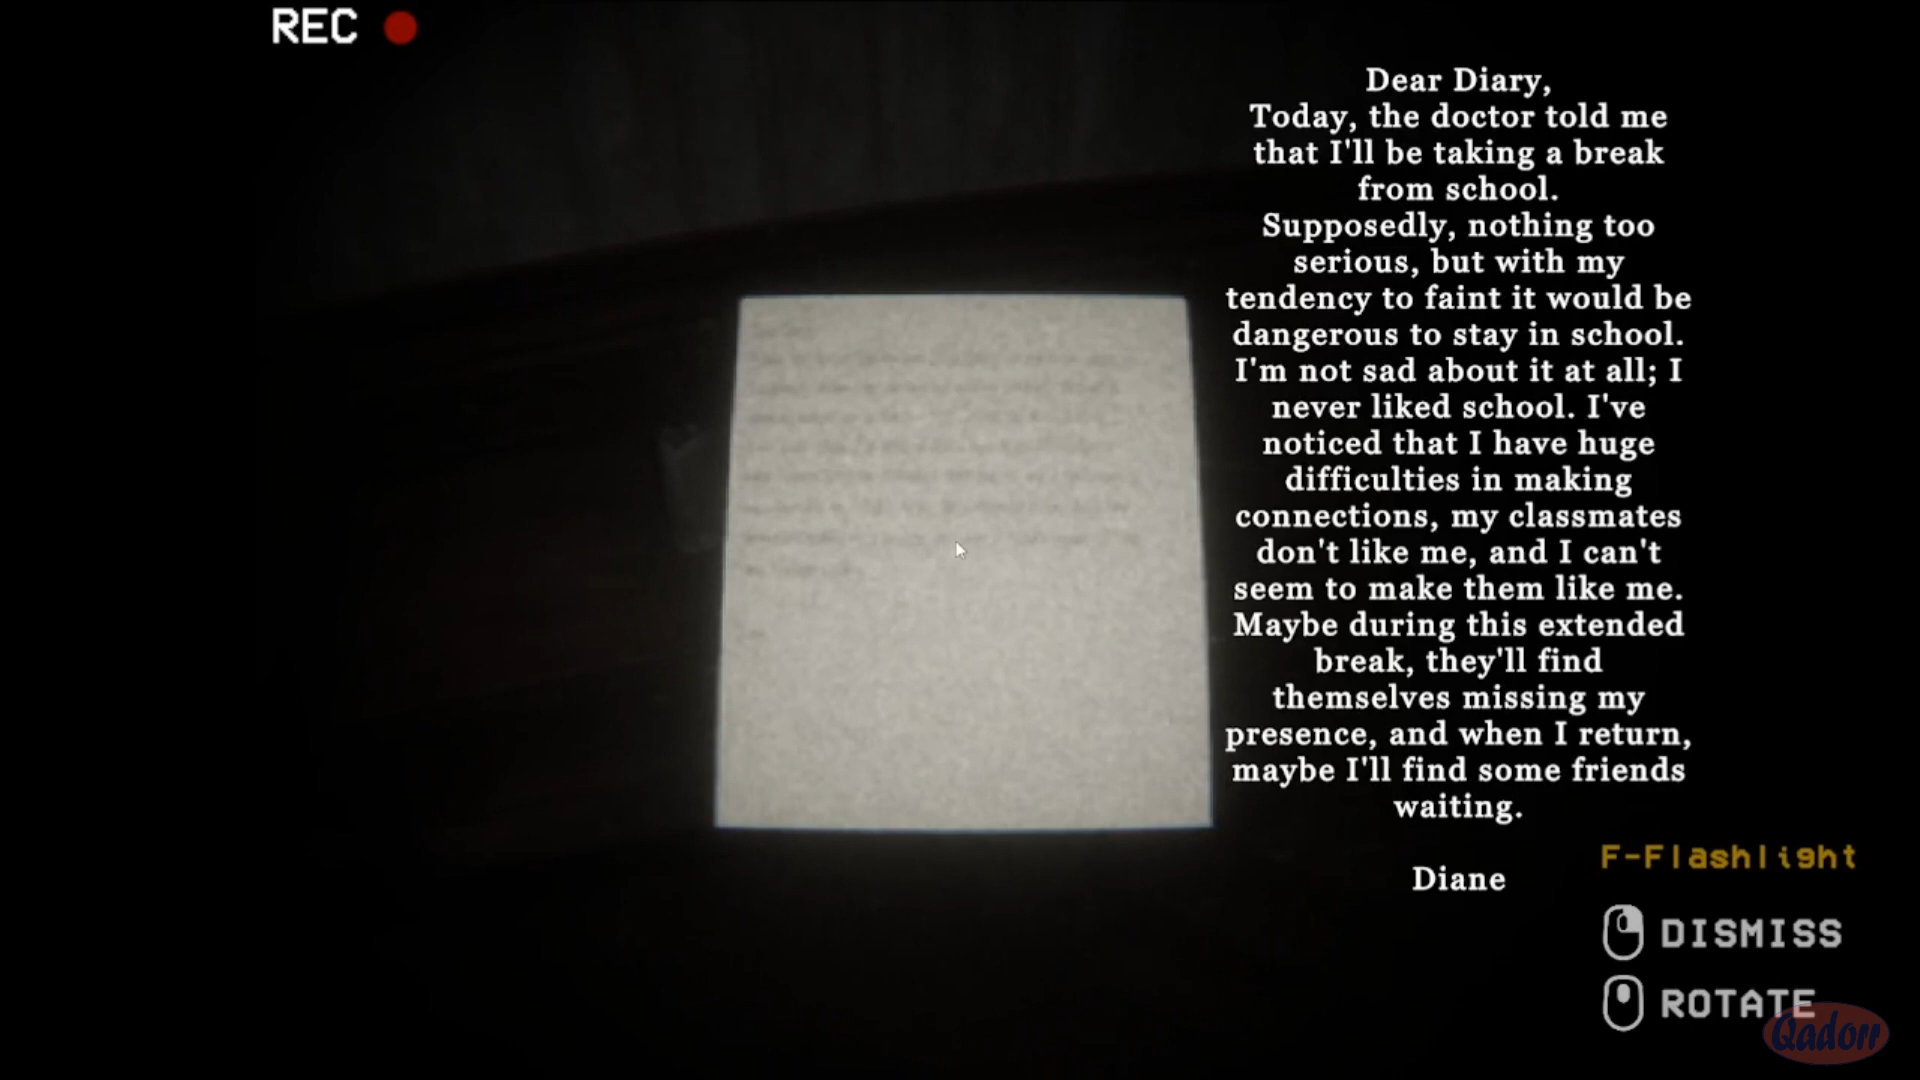 REC
Dear Diary,
Today, the doctor told me
that I'll be taking a break
from school.
Supposedly, nothing too
serious, but with my
tendency to faint it would be
dangerous to stay in school.
I'm not sad about it at all; I
never liked school. I've
noticed that I have huge
difficulties in making
connections, my classmates
don't like me, and I can't
seem to make them like me.
Maybe during this extended
break, they'll find
themselves missing my
presence, and when I return,
maybe I'll find some friends
waiting.
Diane
F-Flashlight
DISMISS
ROTATE
Qadorr